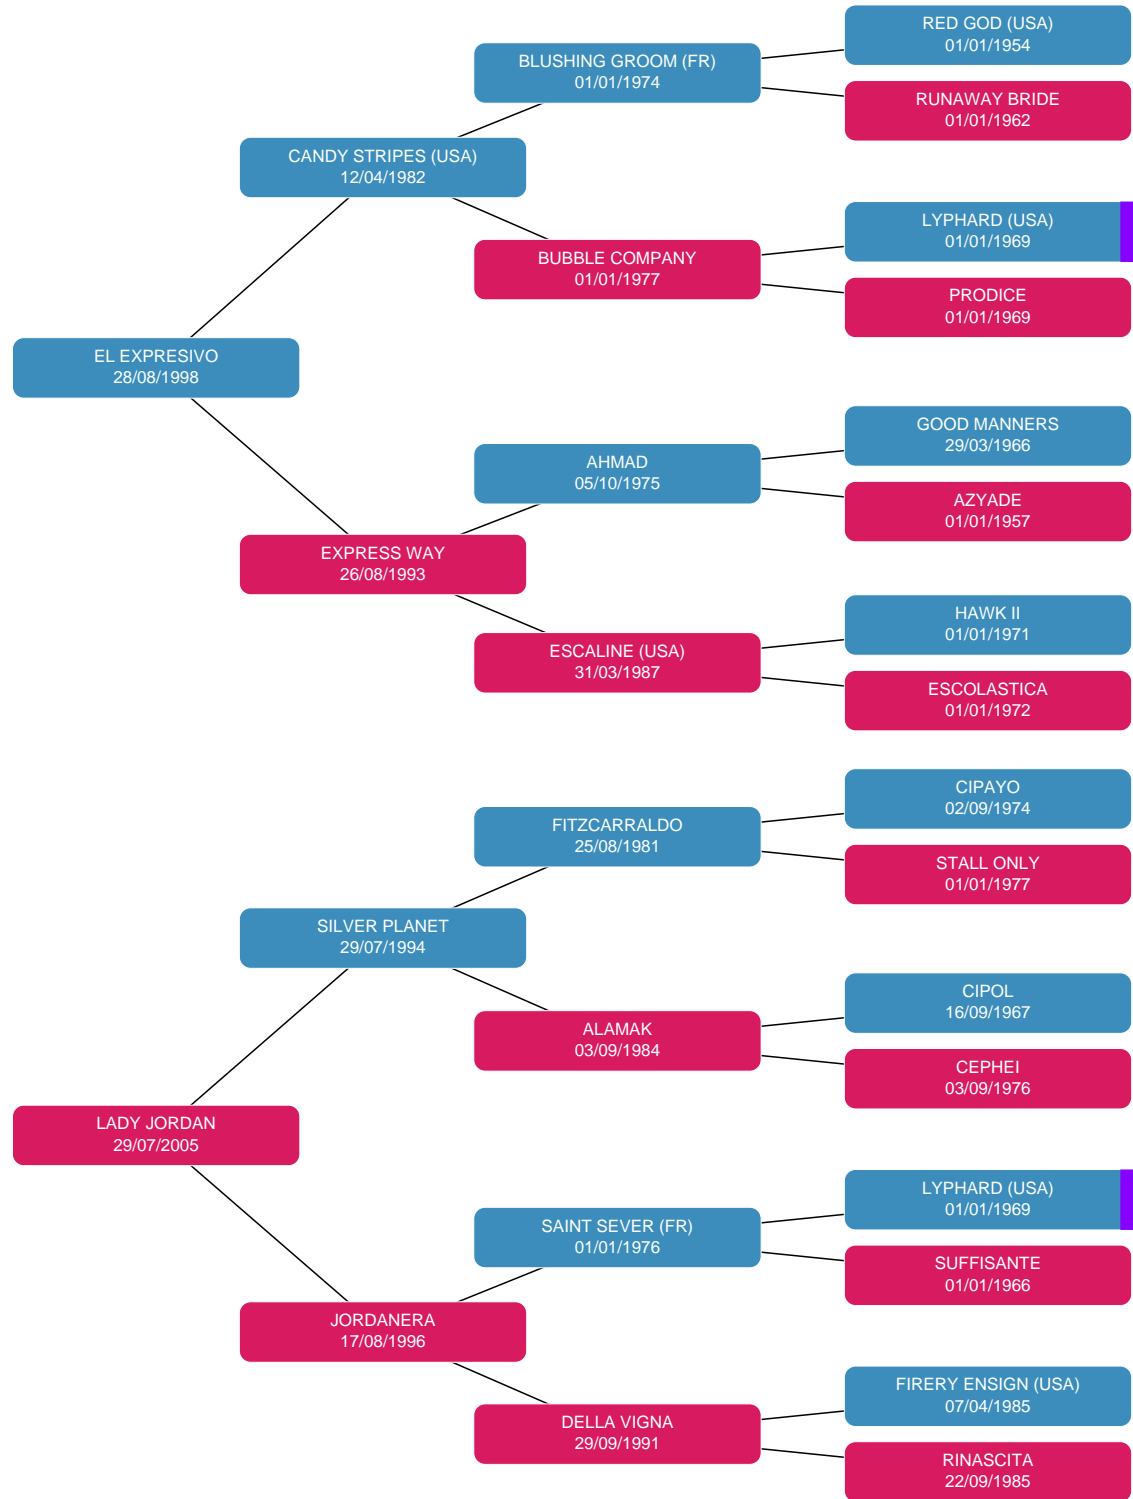 RED GOD (USA)
01/01/1954
BLUSHING GROOM (FR)
01/01/1974
RUNAWAY BRIDE
01/01/1962
CANDY STRIPES (USA)
12/04/1982
LYPHARD (USA)
01/01/1969
BUBBLE COMPANY
01/01/1977
PRODICE
01/01/1969
EL EXPRESIVO
28/08/1998
GOOD MANNERS
29/03/1966
AHMAD
05/10/1975
AZYADE
01/01/1957
EXPRESS WAY
26/08/1993
HAWK II
01/01/1971
ESCALINE (USA)
31/03/1987
ESCOLASTICA
01/01/1972
CIPAYO
02/09/1974
FITZCARRALDO
25/08/1981
STALL ONLY
01/01/1977
SILVER PLANET
29/07/1994
CIPOL
16/09/1967
ALAMAK
03/09/1984
CEPHEI
03/09/1976
LADY JORDAN
29/07/2005
LYPHARD (USA)
01/01/1969
SAINT SEVER (FR)
01/01/1976
SUFFISANTE
01/01/1966
JORDANERA
17/08/1996
FIRERY ENSIGN (USA)
07/04/1985
DELLA VIGNA
29/09/1991
RINASCITA
22/09/1985